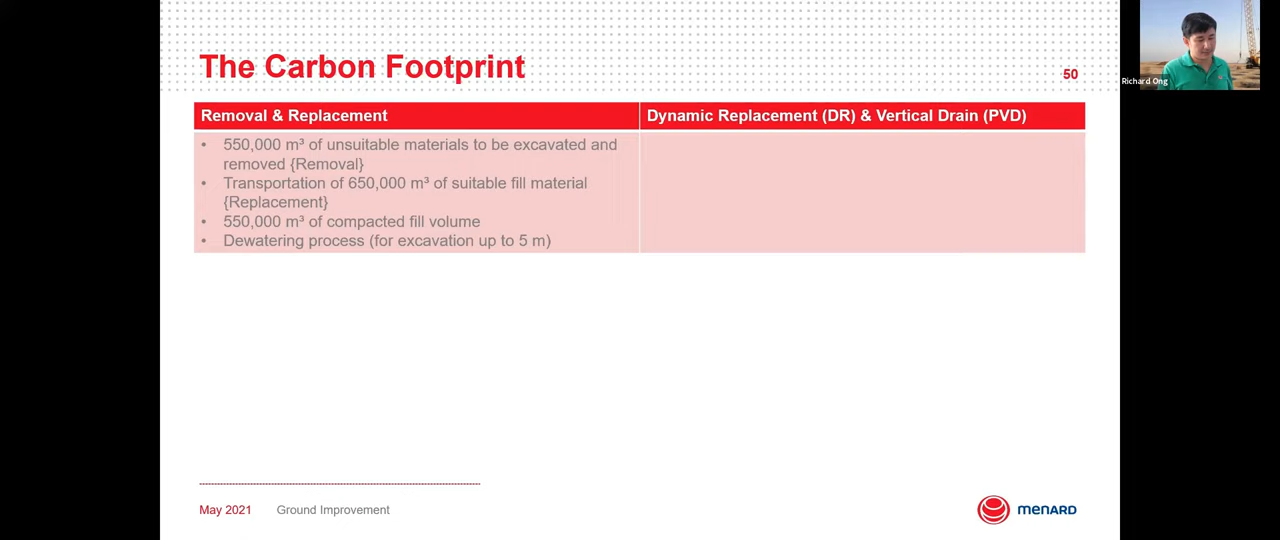 The Carbon Footprint
50
Richard Ong
Removal & Replacement
Dynamic Replacement (DR) & Vertical Drain (PVD)
• 550,000 m³ of unsuitable materials to be excavated and
removed {Removal}
• Transportation of 650,000 m³ of suitable fill material
{Replacement}
• 550,000 m³ of compacted fill volume
• Dewatering process (for excavation up to 5 m)
May 2021 Ground Improvement
menard